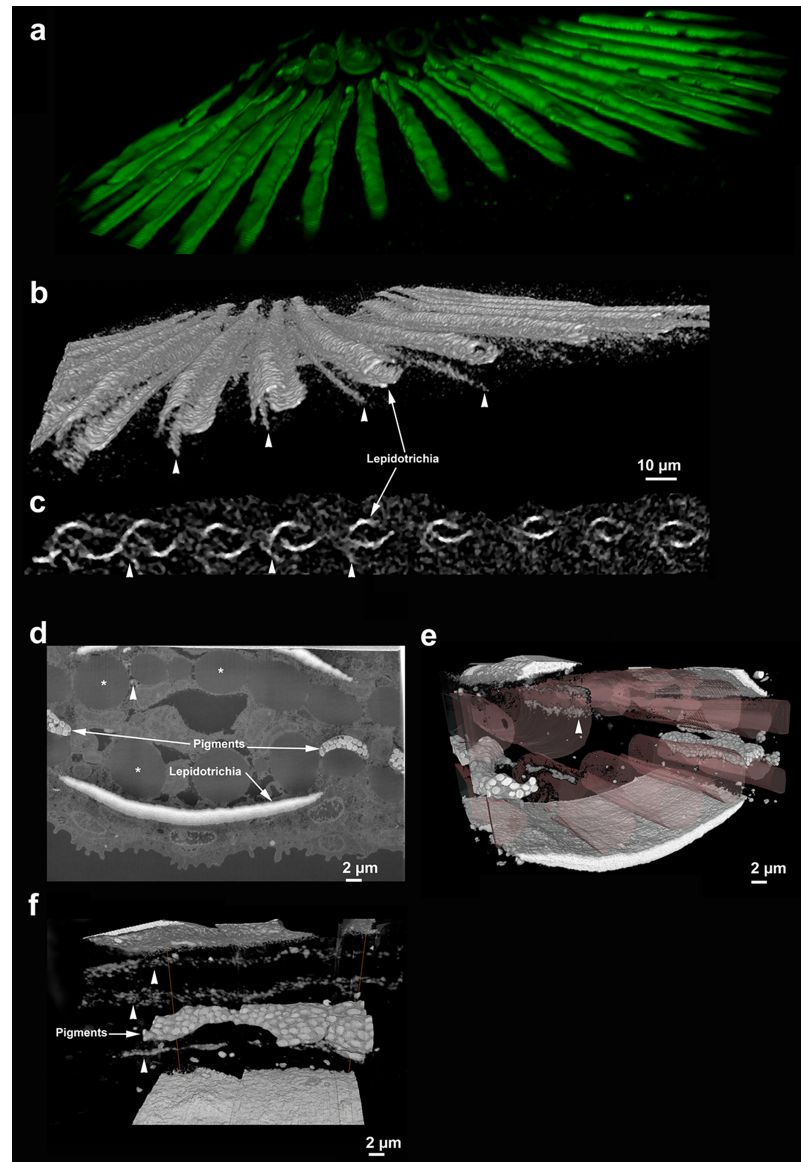 a
b
Lepidotrichia
10 µm
c
d
*
*
Pigments
*
Lepidotrichia
2 µm
e
2 µm
f
Pigments
2 µm